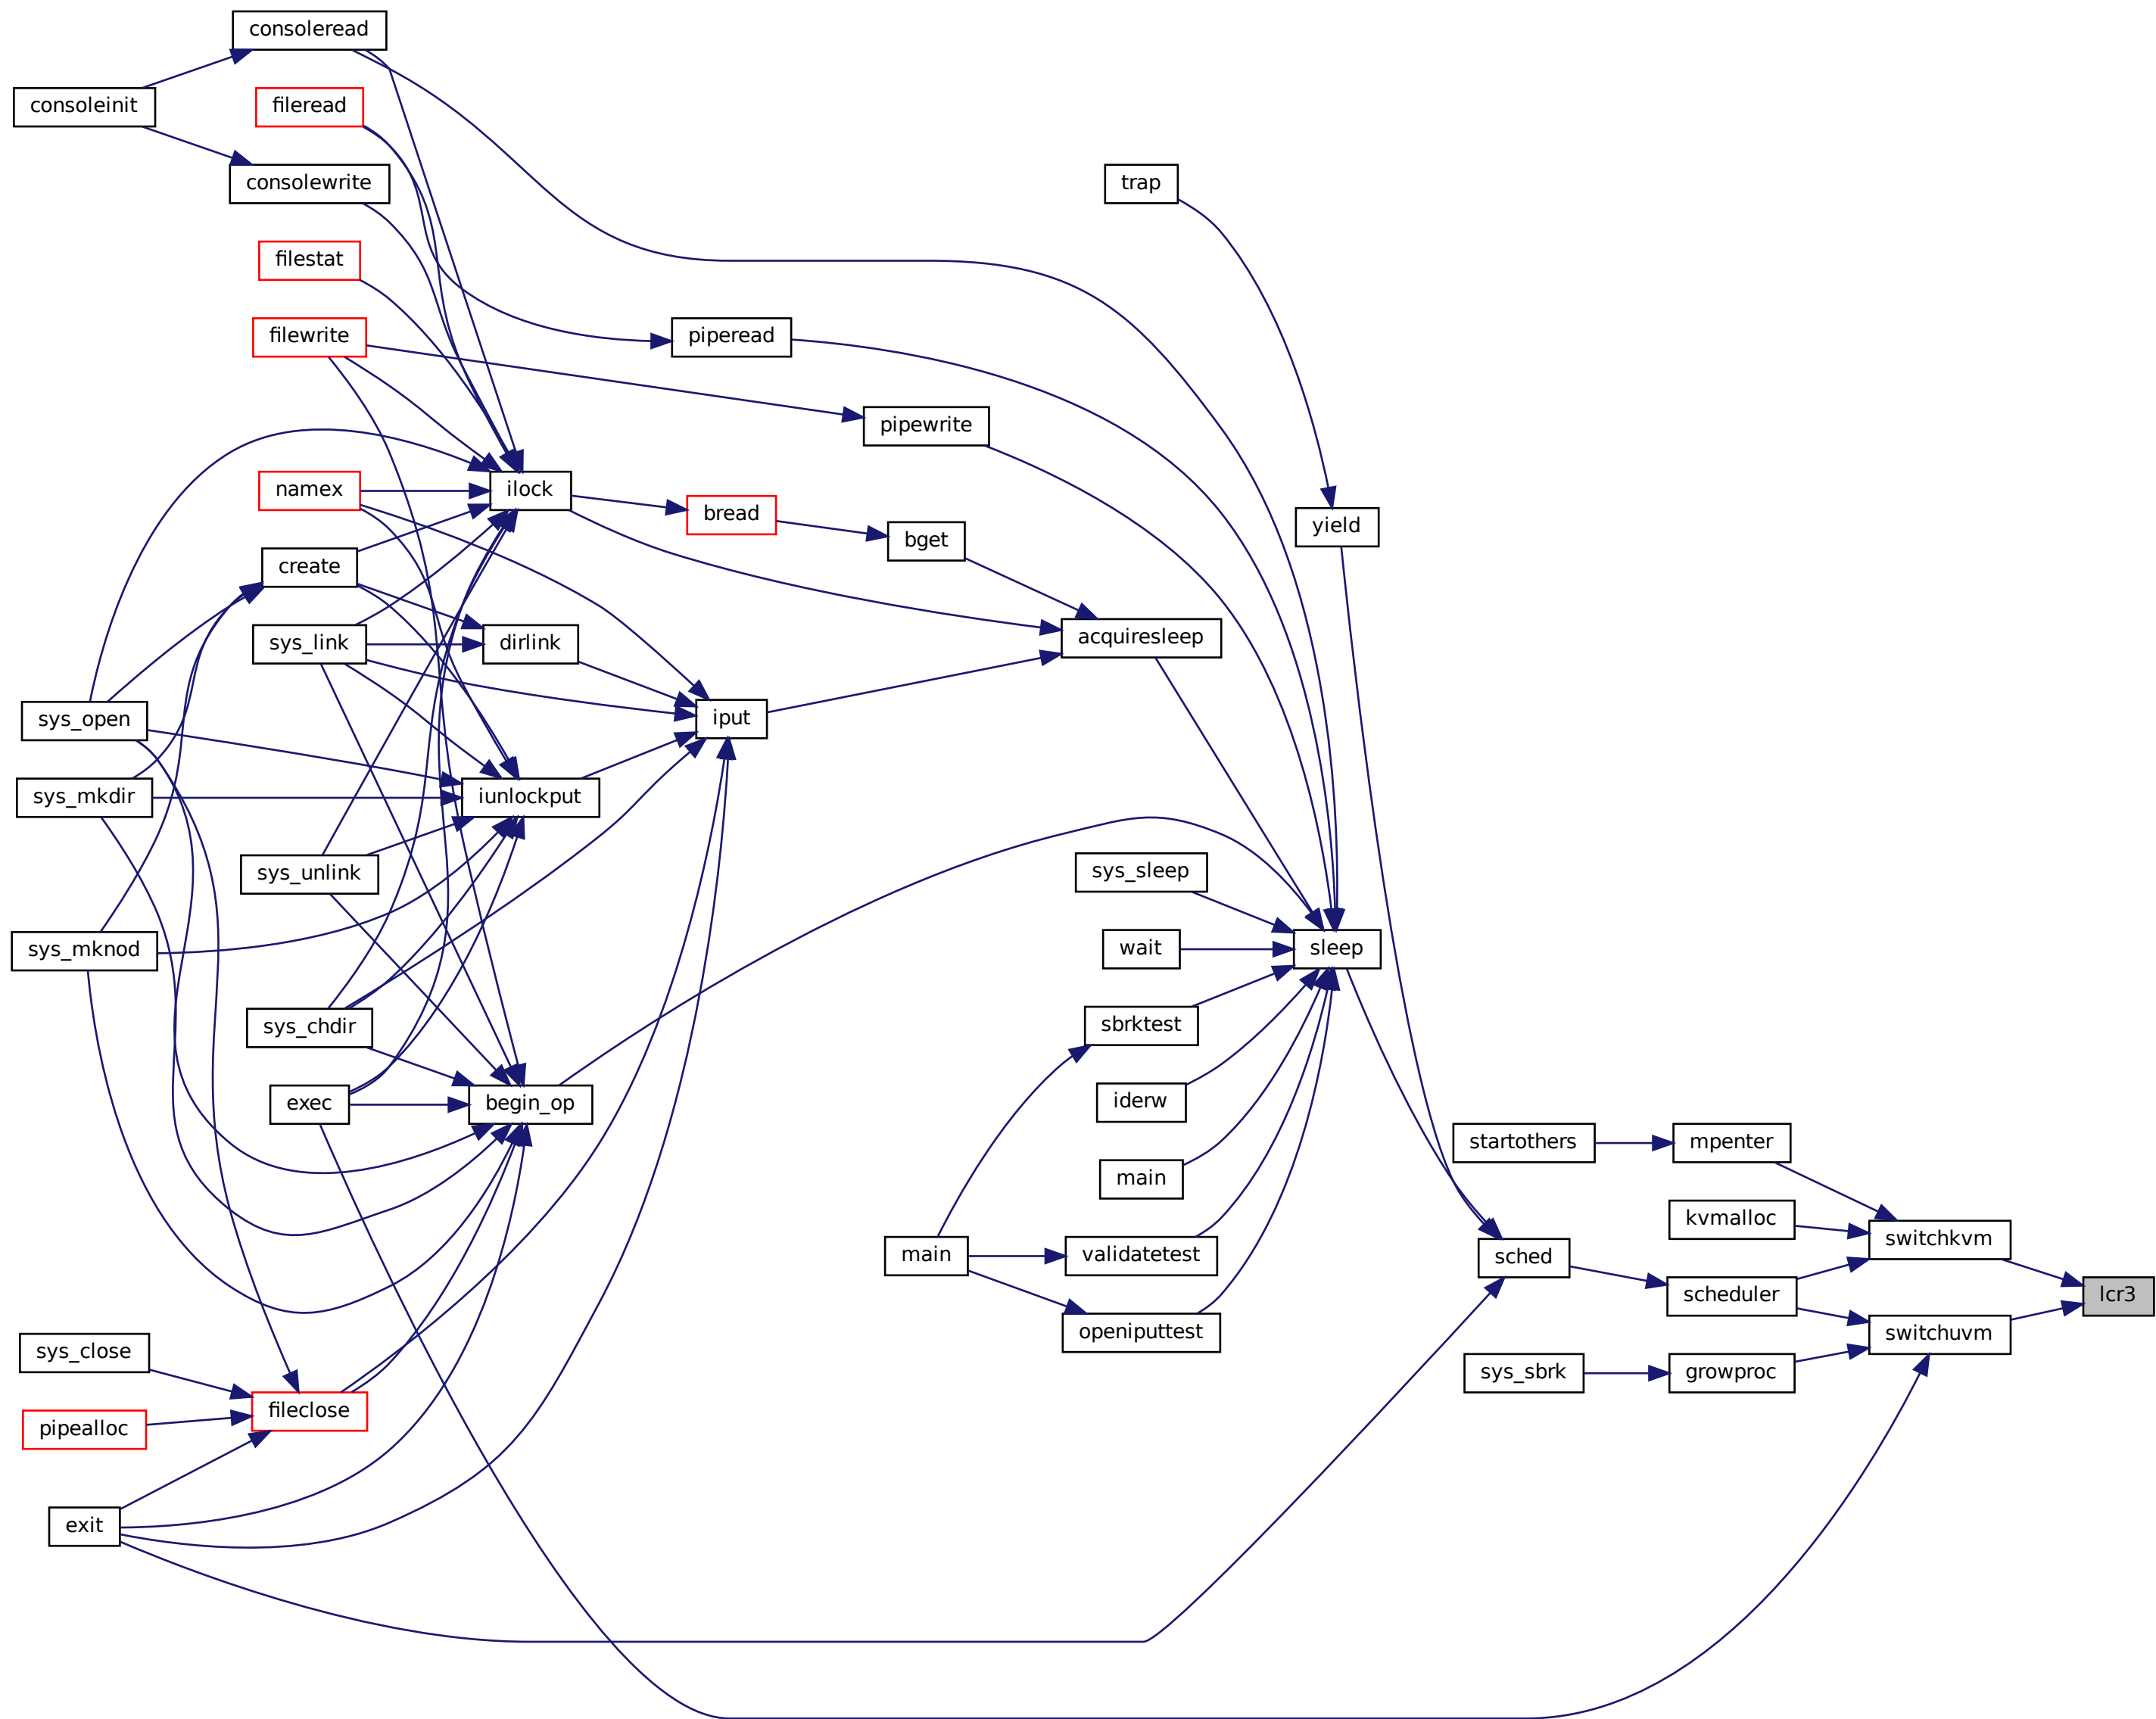 consoleread
consoleinit
fileread
consolewrite
trap
filestat
filewrite
piperead
pipewrite
namex
ilock
bread
yield
bget
create
sys_link
dirlink
acquiresleep
sys_open
iput
sys_mkdir
iunlockput
sys_unlink
sys_sleep
sys_mknod
wait
sleep
sys_chdir
sbrktest
exec
begin_op
iderw
startothers
mpenter
main
kvmalloc
switchkvm
main
validatetest
sched
scheduler
lcr3
openiputtest
switchuvm
sys_close
sys_sbrk
growproc
fileclose
pipealloc
exit